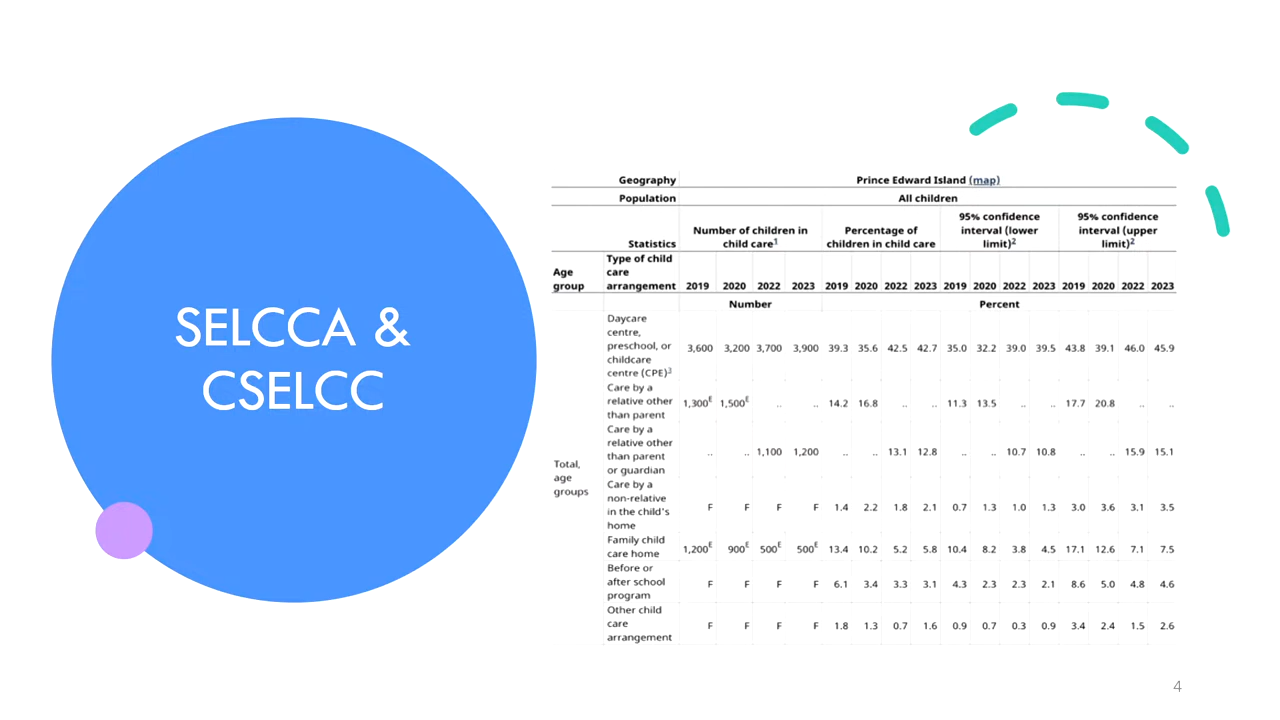 SELCCA &
CSELCC
Geography Prince Edward Island (map)
Population All children
Statistics Number of children in child care1 Percentage of children in child care 95% confidence interval (lower limit)2 95% confidence interval (upper limit)2
Age group Type of child care arrangement 2019 2020 2022 2023 2019 2020 2022 2023 2019 2020 2022 2023 2019 2020 2022 2023
Number Percent
Total, age groups
Daycare centre, preschool, or childcare centre (CPE)3 3,600 3,200 3,700 3,900 39.3 35.6 42.5 42.7 35.0 32.2 39.0 39.5 43.8 39.1 46.0 45.9
Care by a relative other than parent 1,300E 1,500E .. .. 14.2 16.8 .. .. 11.3 13.5 .. .. 17.7 20.8 .. ..
Care by a relative other than parent or guardian .. .. 1,100 1,200 .. .. 13.1 12.8 .. .. 10.7 10.8 .. .. 15.9 15.1
Care by a non-relative in the child's home F F F F 1.4 2.2 1.8 2.1 0.7 1.3 1.0 1.3 3.0 3.6 3.1 3.5
Family child care home 1,200E 900E 500E 500E 13.4 10.2 5.2 5.8 10.4 8.2 3.8 4.5 17.1 12.6 7.1 7.5
Before or after school program F F F F 6.1 3.4 3.3 3.1 4.3 2.3 2.3 2.1 8.6 5.0 4.8 4.6
Other child care arrangement F F F F 1.8 1.3 0.7 1.6 0.9 0.7 0.3 0.9 3.4 2.4 1.5 2.6
4